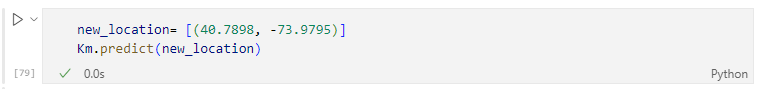 new_location= [(40.7898, -73.9795)]
Km.predict(new_location)
[79] 0.0s Python